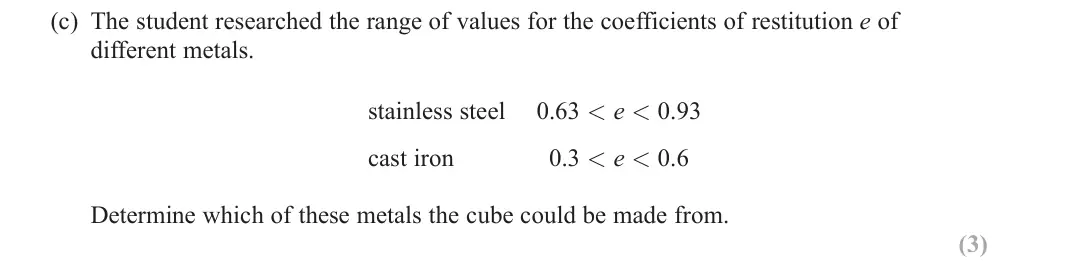 (c) The student researched the range of values for the coefficients of restitution e of
different metals.
stainless steel 0.63 < e < 0.93
cast iron 0.3 < e < 0.6
Determine which of these metals the cube could be made from.
(3)